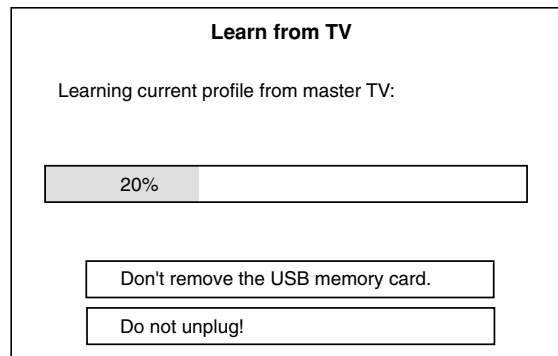 Learn from TV
Learning current profile from master TV:
20%
Don't remove the USB memory card.
Do not unplug!